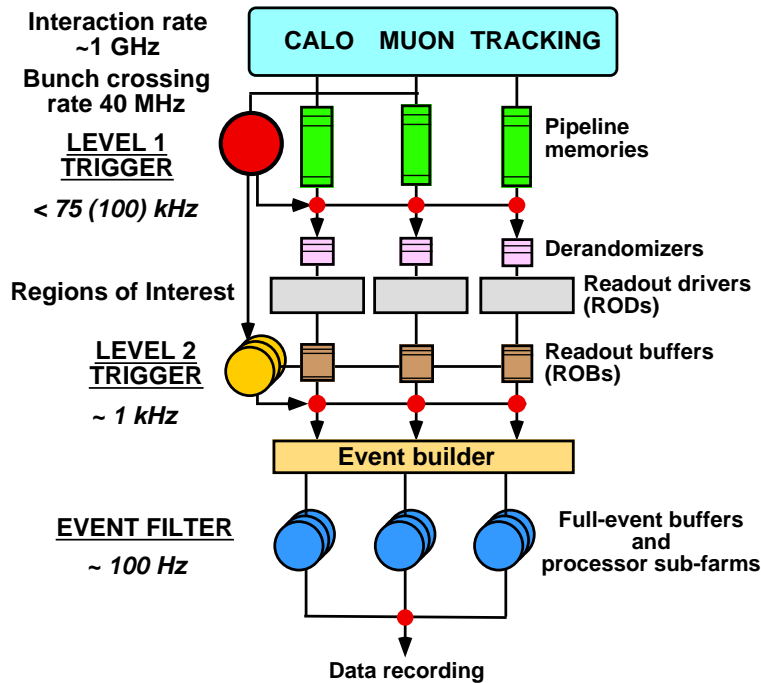 Interaction rate
~1 GHz
CALO MUON TRACKING
Bunch crossing
rate 40 MHz
LEVEL 1
TRIGGER
< 75 (100) kHz
Pipeline
memories
Derandomizers
Regions of Interest
Readout drivers
(RODs)
LEVEL 2
TRIGGER
~ 1 kHz
Readout buffers
(ROBs)
Event builder
EVENT FILTER
~ 100 Hz
Full-event buffers
and
processor sub-farms
Data recording